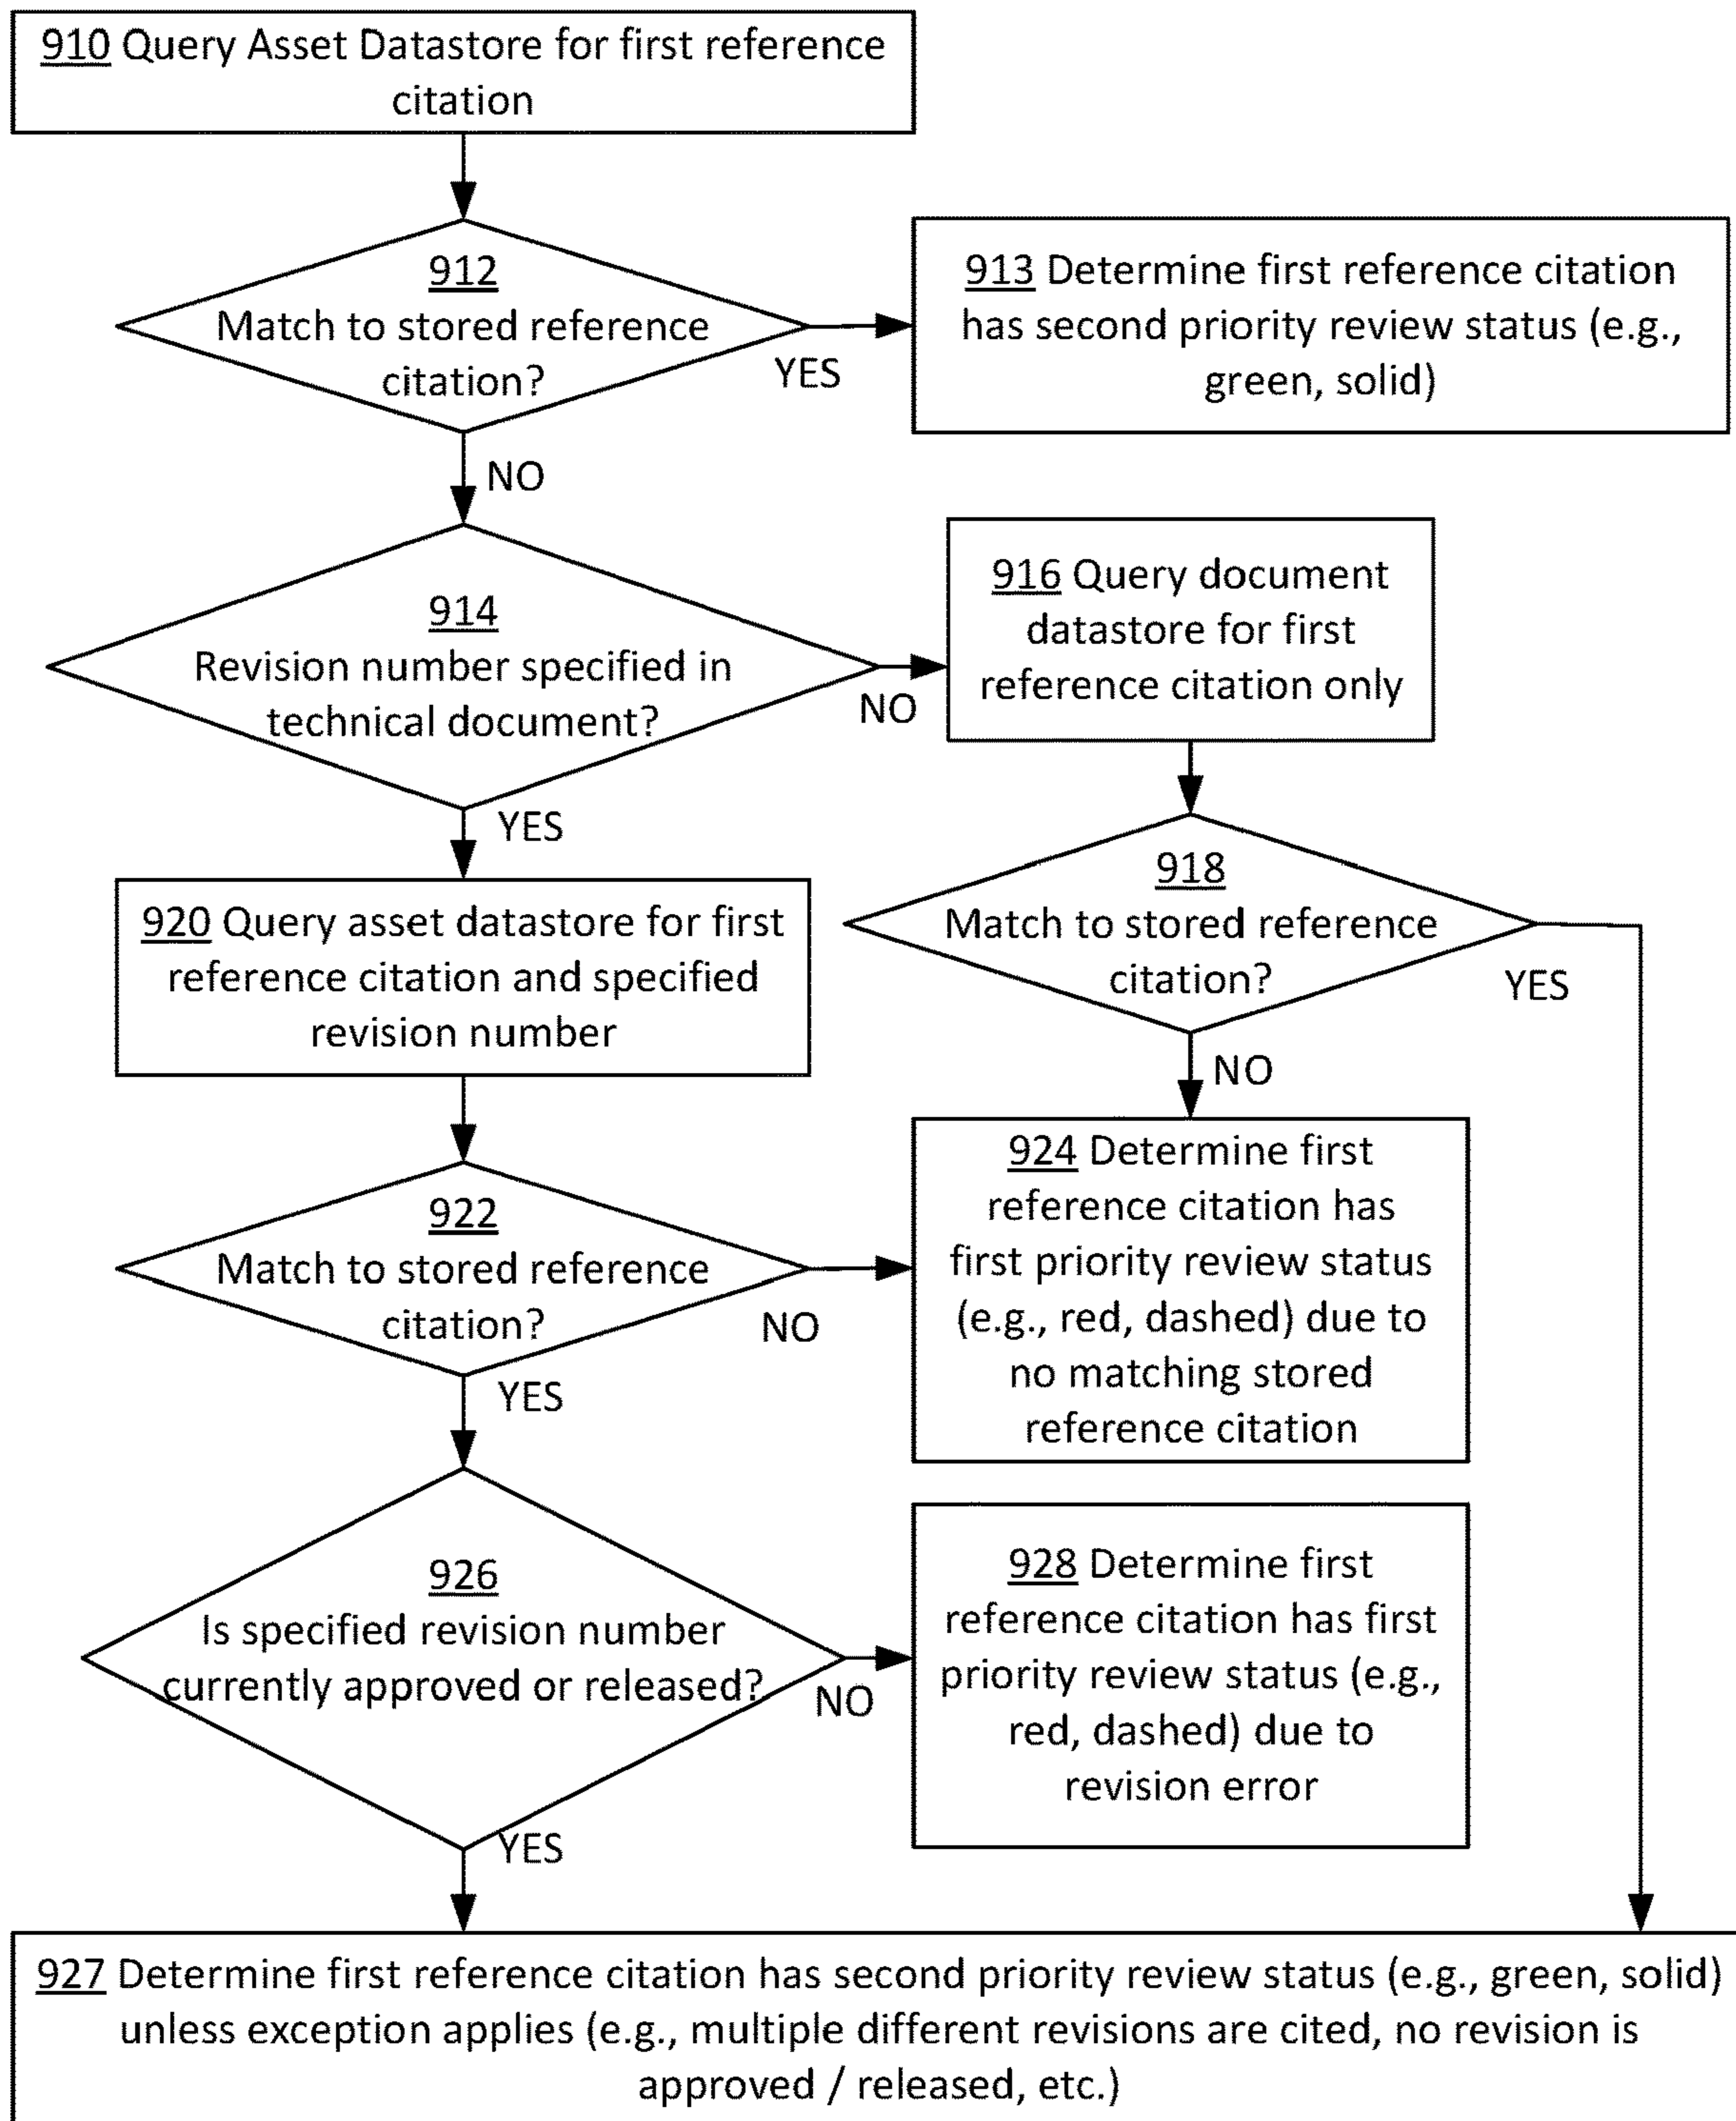 910 Query Asset Datastore for first reference
citation
912
Match to stored reference
citation?
YES
913 Determine first reference citation
has second priority review status (e.g.,
green, solid)
NO
914
Revision number specified in
technical document?
NO
916 Query document
datastore for first
reference citation only
YES
918
Match to stored reference
citation?
YES
NO
920 Query asset datastore for first
reference citation and specified
revision number
922
Match to stored reference
citation?
NO
924 Determine first
reference citation has
first priority review status
(e.g., red, dashed) due to
no matching stored
reference citation
YES
926
Is specified revision number
currently approved or released?
NO
928 Determine first
reference citation has first
priority review status (e.g.,
red, dashed) due to
revision error
YES
927 Determine first reference citation has second priority review status (e.g., green, solid)
unless exception applies (e.g., multiple different revisions are cited, no revision is
approved / released, etc.)